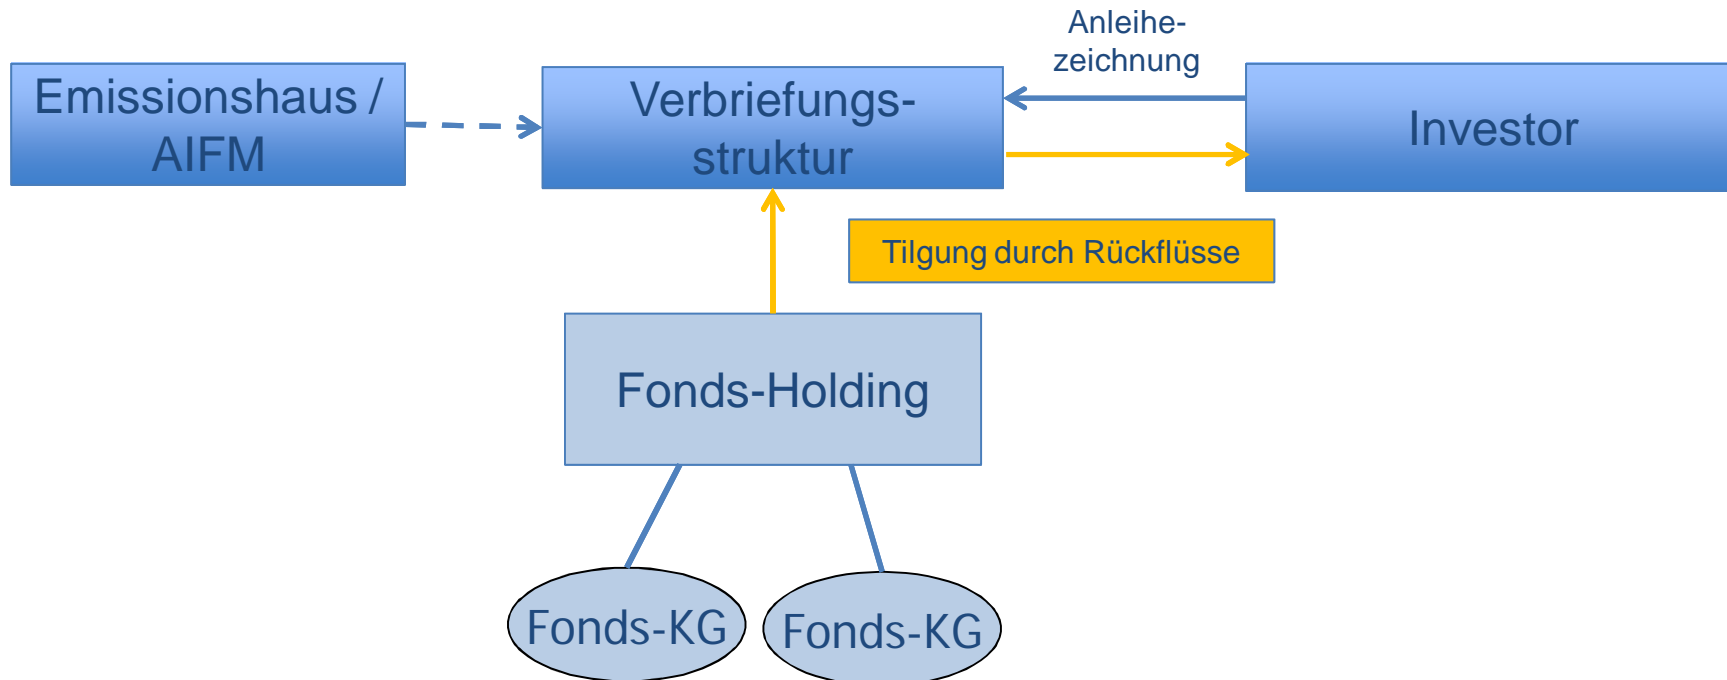 Anleihe-
zeichnung
Emissionshaus /
AIFM
Verbriefungs-
struktur
Investor
Tilgung durch Rückflüsse
Fonds-Holding
Fonds-KG
Fonds-KG